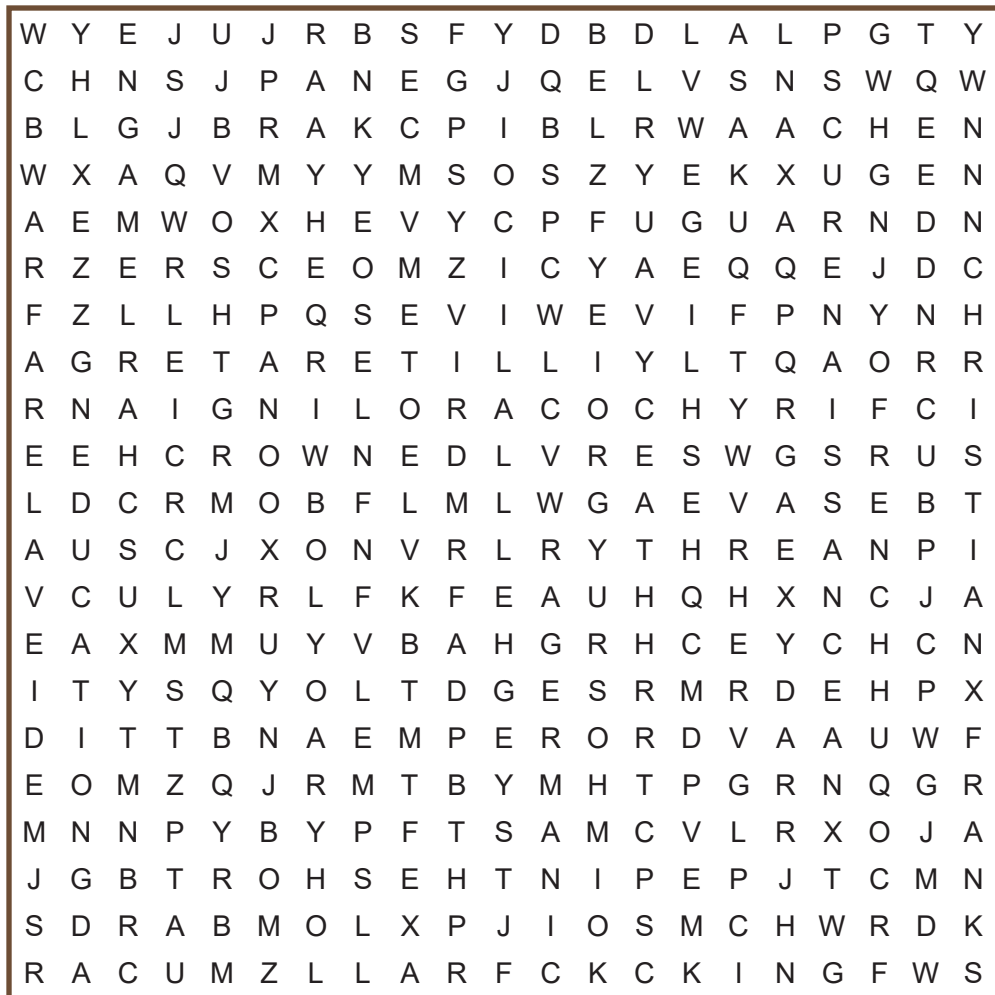 W Y E J U J R B S F Y D B D L A L P G T Y
C H N S J P A N E G J Q E L V S N S W Q W
B L G J B R A K C P I B L R W A A C H E N
W X A Q V M Y Y M S O S Z Y E K X U G E N
A E M W O X H E V Y C P F U G U A R N D N
R Z E R S C E O M Z I C Y A E Q Q E J D C
F Z L L H P Q S E V I W E V I F P N Y N H
A G R E T A R E T I L L I Y L T Q A O R R
R N A I G N I L O R A C O C H Y R I F C I
E E H C R O W N E D L V R E S W G S R U S
L D C R M O B F L M L W G A E V A S E B T
A U S C J X O N V R L R Y T H R E A N P I
V C U L Y R L F K F E A U H Q H X N C J A
E A X M M U Y V B A H G R H C E Y C H C N
I T Y S Q Y O L T D G E S R M R D E H P X
D I T T B N A E M P E R O R D V A A U W F
E O M Z Q J R M T B Y M H T P G R N Q G R
M N N P Y B Y P F T S A M C V L R X O J A
J G B T R O H S E H T N I P E P J T C M N
S D R A B M O L X P J I O S M C H W R D K
R A C U M Z L L A R F C K C K I N G F W S